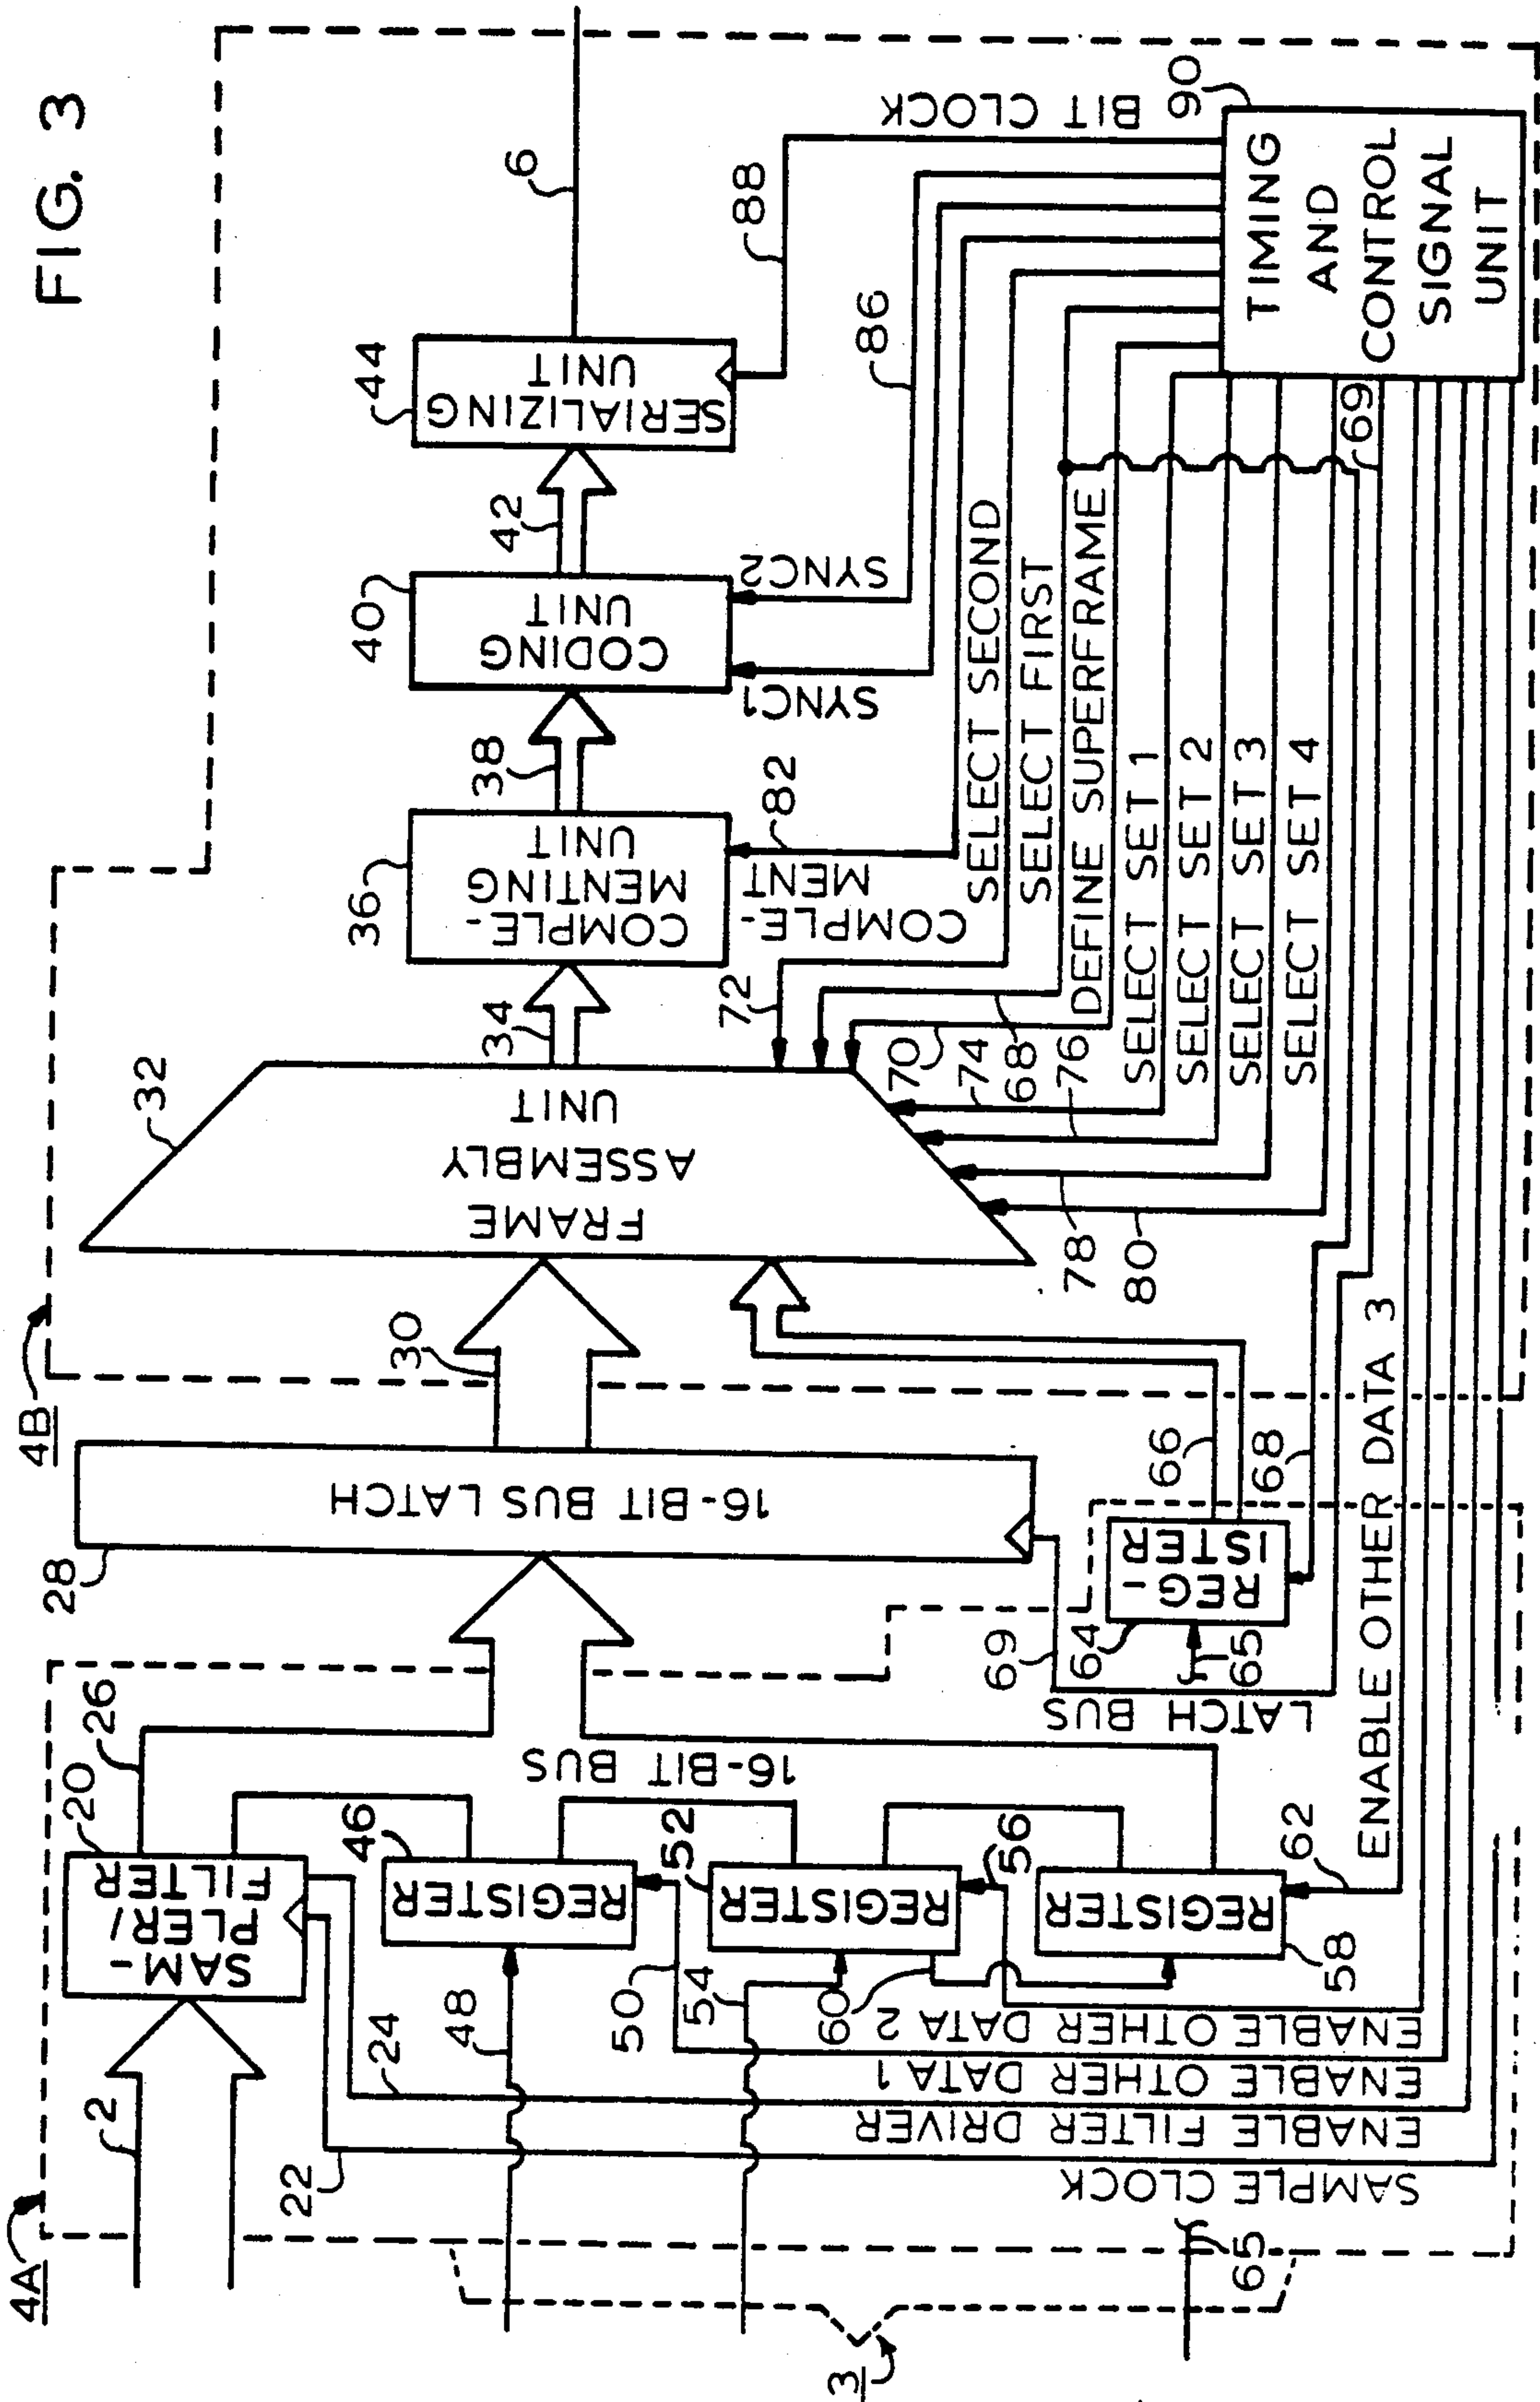 FIG. 3
4A
4B
2
3
20
SAM-
PLER/
FILTER
22
24
26
28
16-BIT BUS LATCH
16-BIT BUS
30
32
FRAME
ASSEMBLY
UNIT
34
36
COMPLE-
MENTING
UNIT
38
40
CODING
UNIT
42
44
SERIALIZING
UNIT
6
46
REGISTER
48
50
52
REGISTER
54
56
58
REGISTER
60
62
64
REG-
ISTER
65
65
66
68
69
LATCH BUS
SAMPLE CLOCK
ENABLE FILTER DRIVER
ENABLE OTHER DATA 1
ENABLE OTHER DATA 2
ENABLE OTHER DATA 3
72
68
70
74
76
78
80
COMPLE-
MENT
82
SYNC1
SYNC2
86
88
BIT CLOCK
SELECT SECOND
SELECT FIRST
DEFINE SUPERFRAME
SELECT SET 1
SELECT SET 2
SELECT SET 3
SELECT SET 4
69
90
TIMING
AND
CONTROL
SIGNAL
UNIT